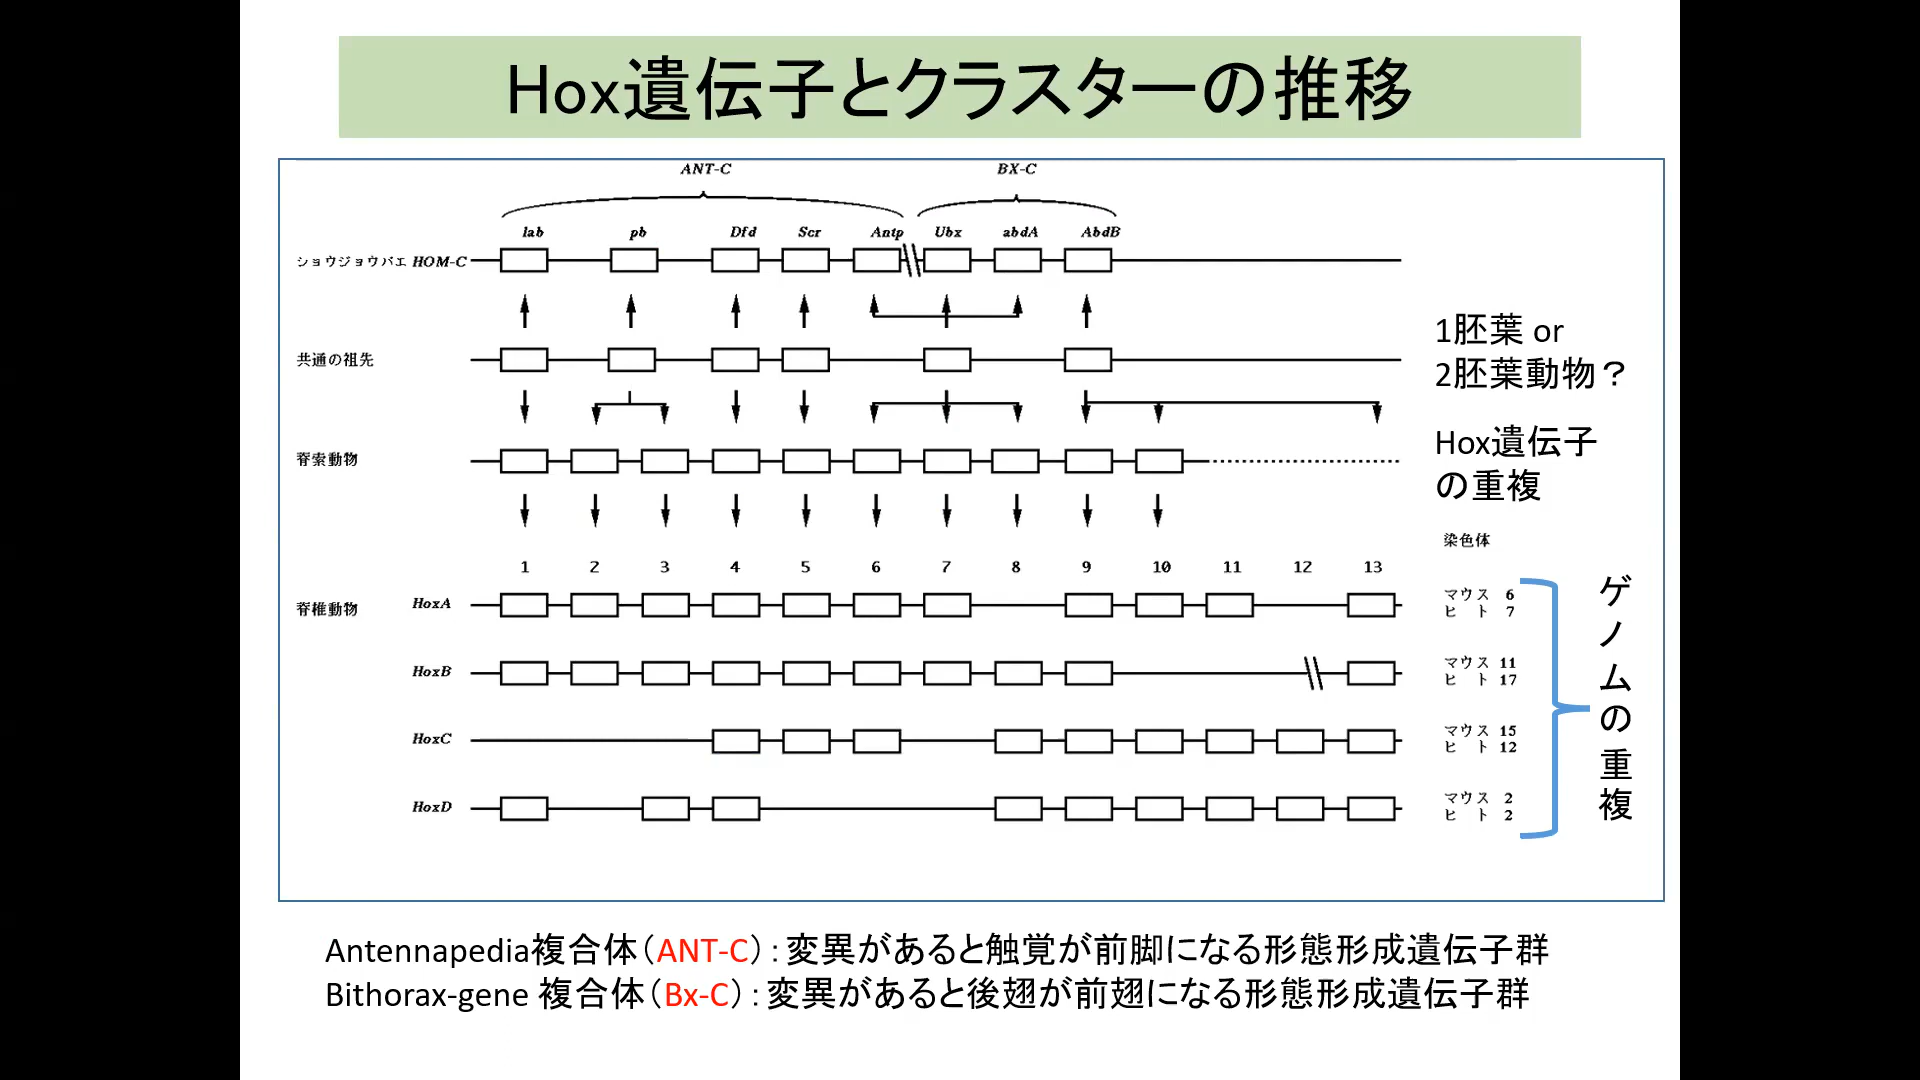 Hox遺伝子とクラスターの推移
ANT-C BX-C
lab pb Dfd Scr Antp Ubx abdA AbdB
ショウジョウバエ HOM-C
1胚葉 or
2胚葉動物？
共通の祖先
Hox遺伝子
の重複
脊索動物
染色体
1 2 3 4 5 6 7 8 9 10 11 12 13
脊椎動物 HoxA マウス 6
ヒト 7
HoxB マウス 11
ヒト 17
HoxC マウス 15
ヒト 12
HoxD マウス 2
ヒト 2
ゲノムの重複
Antennapedia複合体（ANT-C）：変異があると触覚が前脚になる形態形成遺伝子群
Bithorax-gene 複合体（Bx-C）：変異があると後翅が前翅になる形態形成遺伝子群